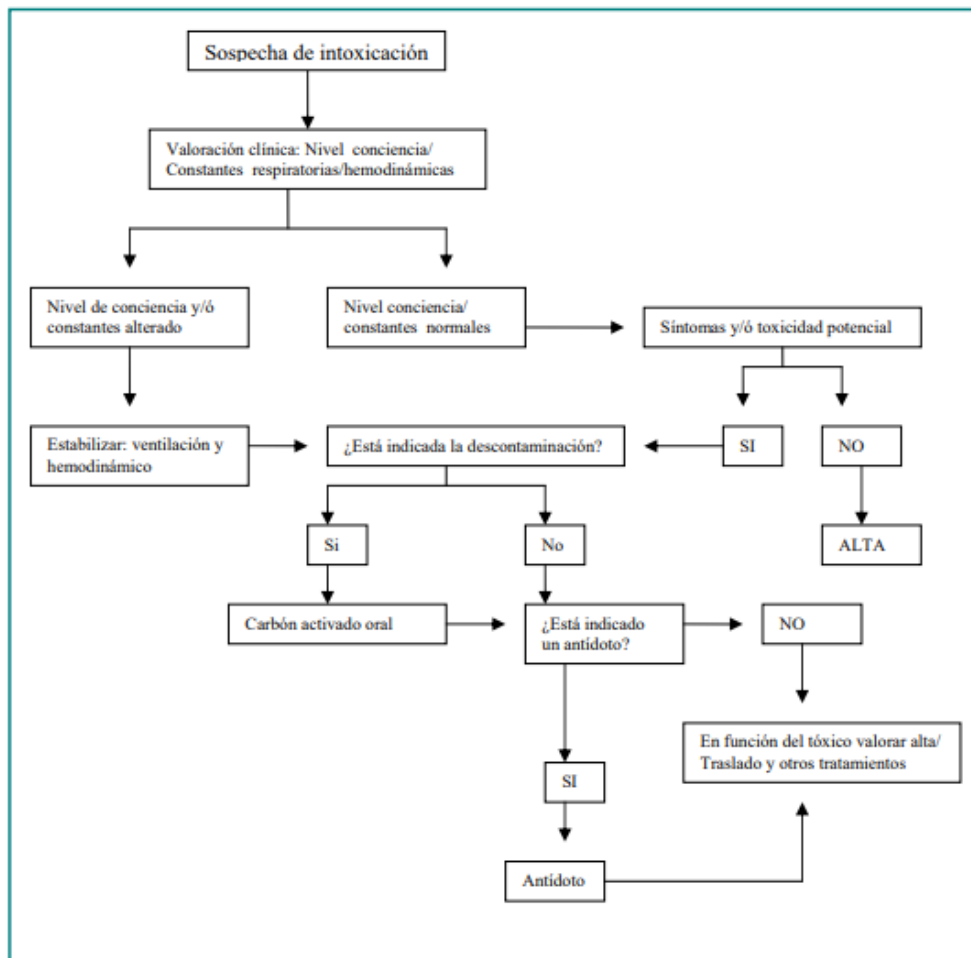 Sospecha de intoxicación
Valoración clínica: Nivel conciencia/
Constantes respiratorias/hemodinámicas
Nivel de conciencia y/ó
constantes alterado
Nivel conciencia/
constantes normales
Síntomas y/ó toxicidad potencial
Estabilizar: ventilación y
hemodinámico
¿Está indicada la descontaminación?
SI
NO
Si
No
ALTA
Carbón activado oral
¿Está indicado
un antídoto?
NO
En función del tóxico valorar alta/
Traslado y otros tratamientos
SI
Antídoto